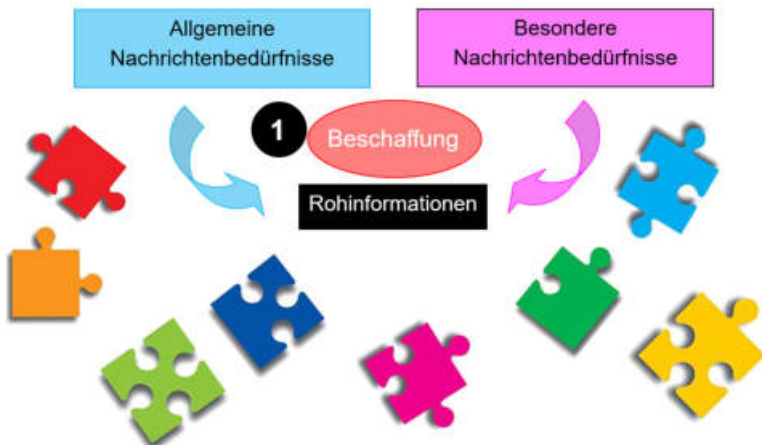 Allgemeine
Nachrichtenbedürfnisse
Besondere
Nachrichtenbedürfnisse
1
Beschaffung
Rohinformationen